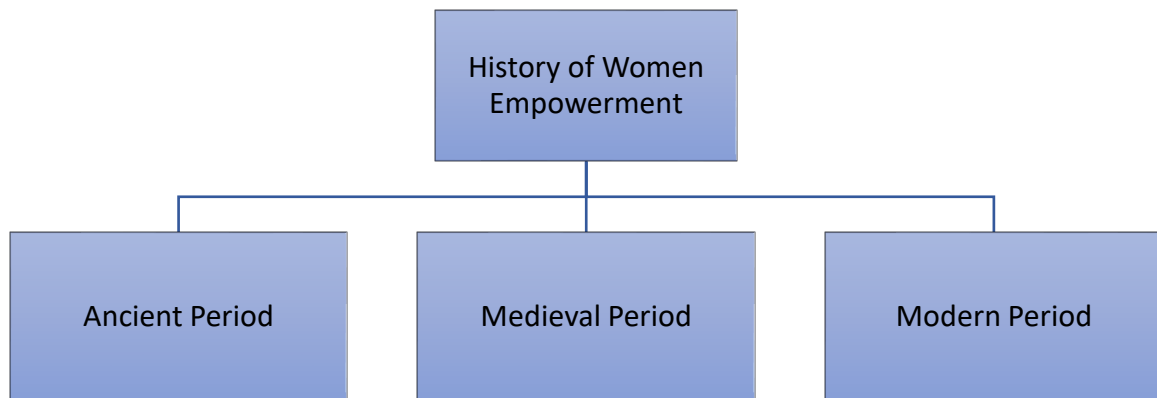 History of Women
Empowerment
Ancient Period
Medieval Period
Modern Period